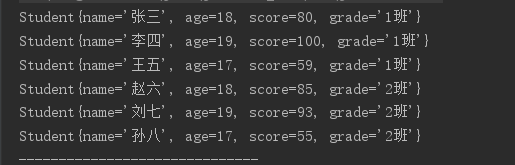 Student{name='张三', age=18, score=80, grade='1班'}
Student{name='李四', age=19, score=100, grade='1班'}
Student{name='王五', age=17, score=59, grade='1班'}
Student{name='赵六', age=18, score=85, grade='2班'}
Student{name='刘七', age=19, score=93, grade='2班'}
Student{name='孙八', age=17, score=55, grade='2班'}
------------------------------